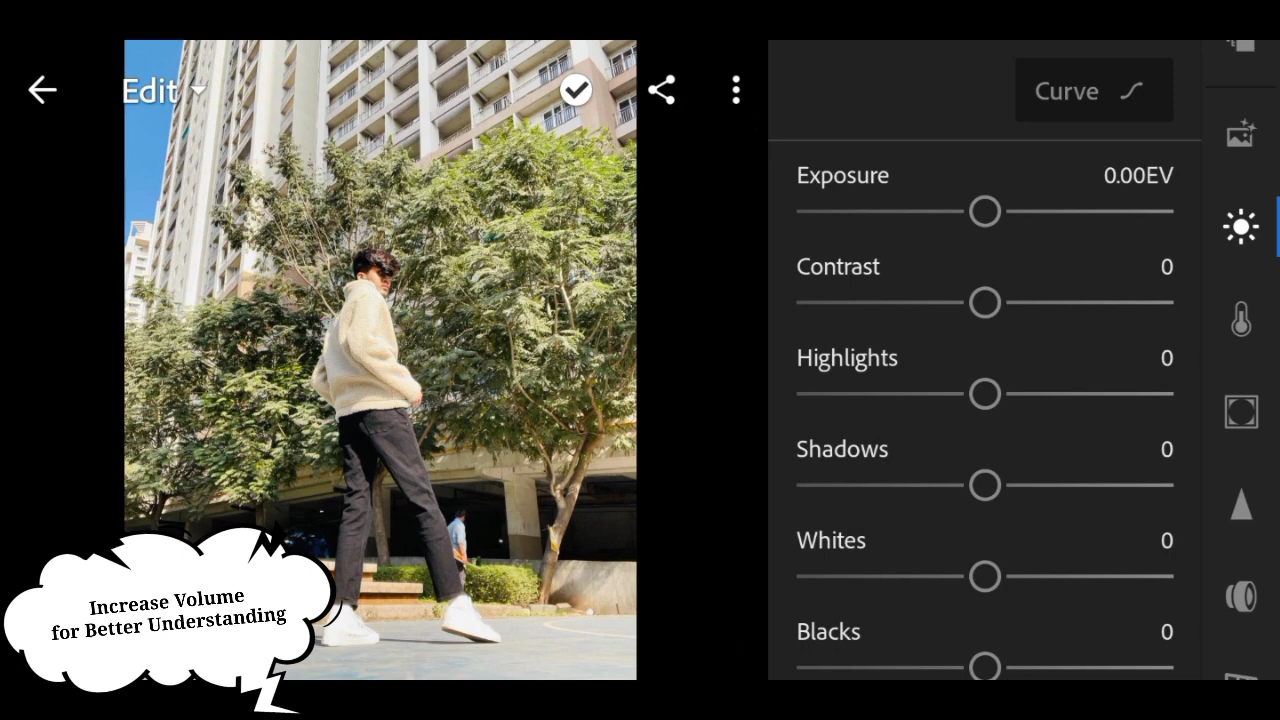 Edit
Curve
Exposure 0.00EV
Contrast 0
Highlights 0
Shadows 0
Whites 0
Blacks 0
Increase Volume
for Better Understanding